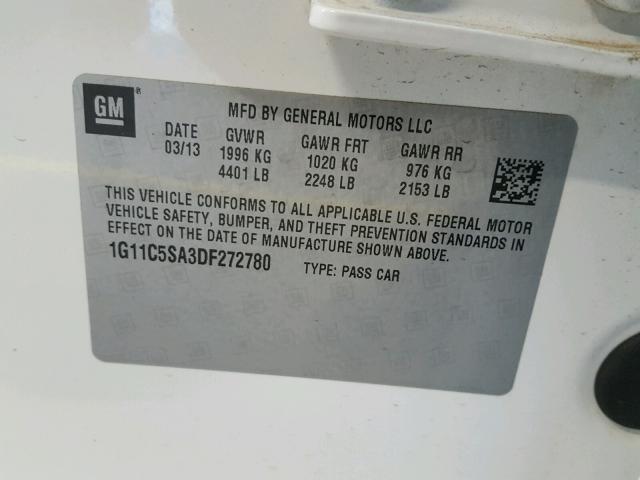 GM
MFD BY GENERAL MOTORS LLC
DATE GVWR GAWR FRT GAWR RR
03/13 1996 KG 1020 KG 976 KG
4401 LB 2248 LB 2153 LB
THIS VEHICLE CONFORMS TO ALL APPLICABLE U.S. FEDERAL MOTOR
VEHICLE SAFETY, BUMPER, AND THEFT PREVENTION STANDARDS IN
EFFECT ON THE DATE OF MANUFACTURE SHOWN ABOVE.
1G11C5SA3DF272780 TYPE: PASS CAR